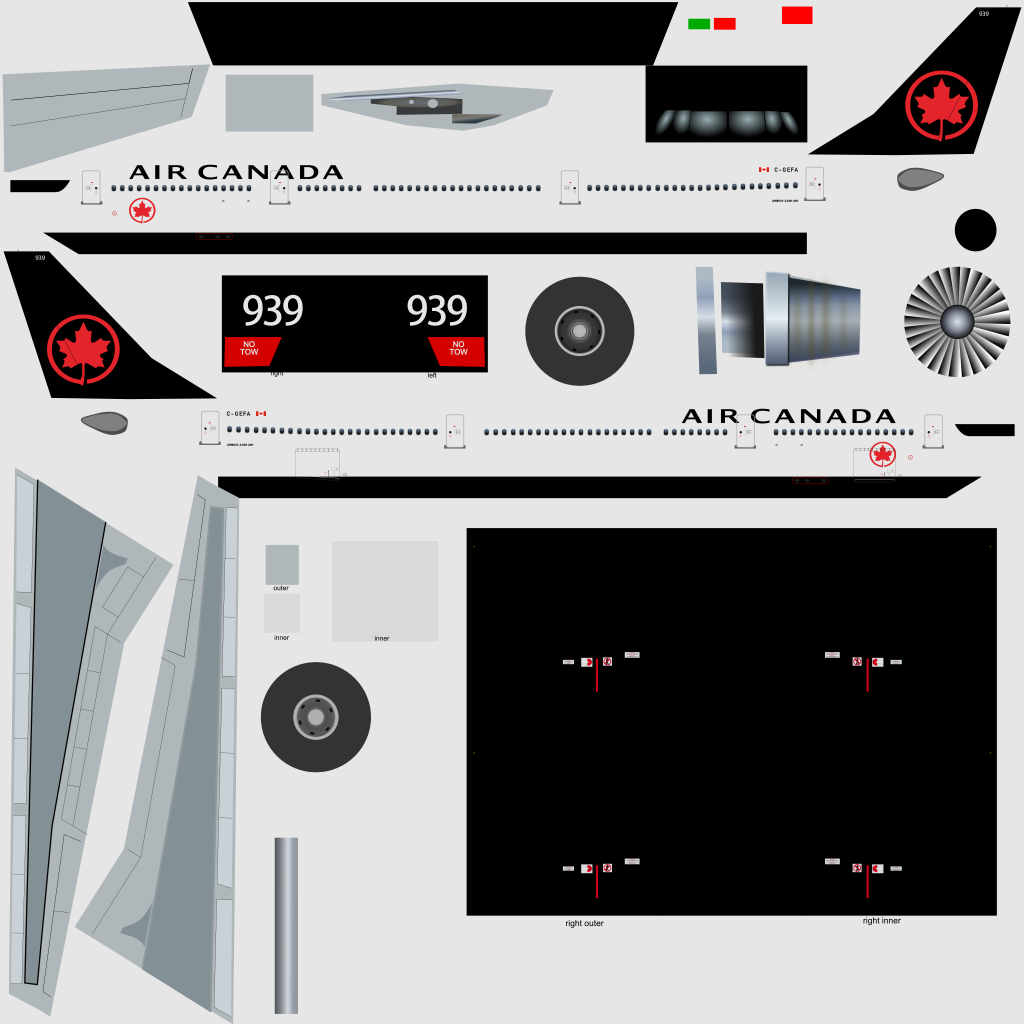 939
AIR CANADA
C-GEFA
939
939
939
NO
TOW
NO
TOW
right
left
C-GEFA
AIR CANADA
outer
inner
inner
right outer
right inner